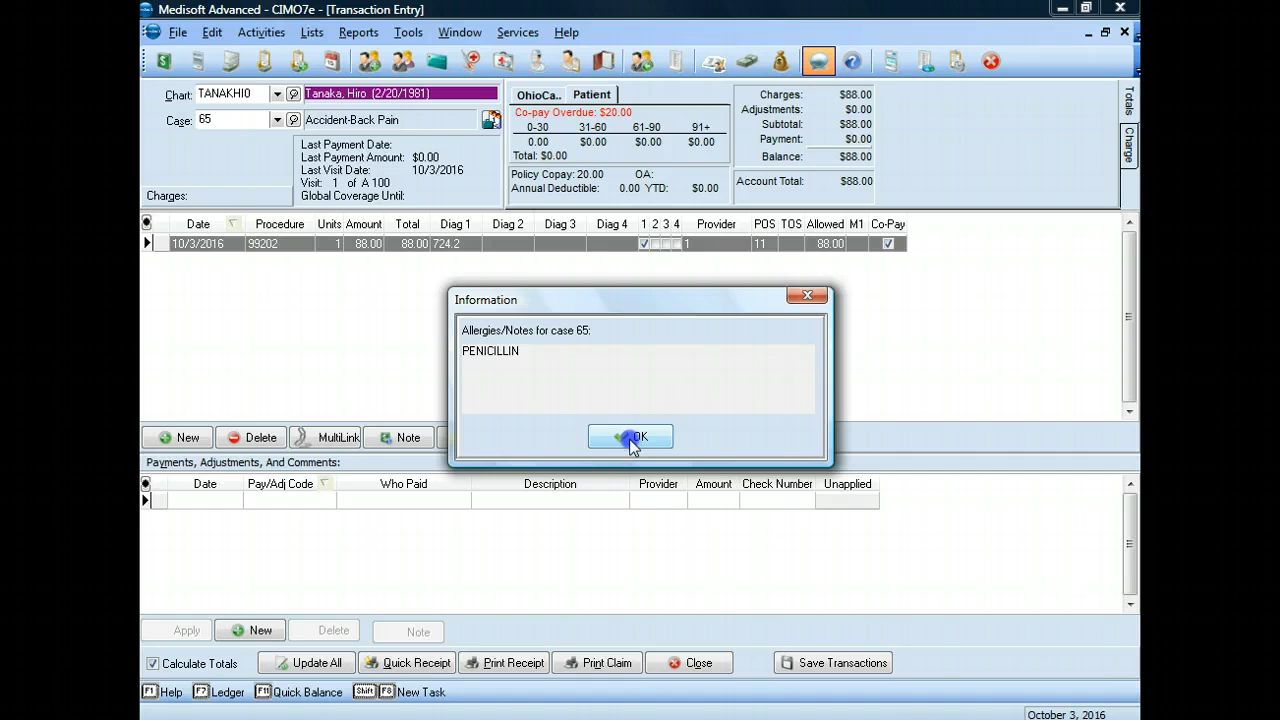 Medisoft Advanced - CIMO7e - [Transaction Entry]
File Edit Activities Lists Reports Tools Window Services Help
Chart: TANAKHI0 Tanaka, Hiro (2/20/1981)
Case: 65 Accident-Back Pain
Last Payment Date:
Last Payment Amount: $0.00
Last Visit Date: 10/3/2016
Visit: 1 of A 100
Global Coverage Until:
Charges:
OhioCa.. Patient
Co-pay Overdue: $20.00
0-30 31-60 61-90 91+
0.00 $0.00 $0.00 $0.00
Total: $0.00
Policy Copay: 20.00 OA:
Annual Deductible: 0.00 YTD: $0.00
Charges: $88.00
Adjustments: $0.00
Subtotal: $88.00
Payment: $0.00
Balance: $88.00
Account Total: $88.00
Totals
Charge
Date Procedure Units Amount Total Diag 1 Diag 2 Diag 3 Diag 4 1 2 3 4 Provider POS TOS Allowed M1 Co-Pay
10/3/2016 99202 1 88.00 88.00 724.2 1 11 88.00
Information
Allergies/Notes for case 65:
PENICILLIN
OK
New Delete MultiLink Note
Payments, Adjustments, And Comments:
Date Pay/Adj Code Who Paid Description Provider Amount Check Number Unapplied
Apply New Delete Note
Calculate Totals Update All Quick Receipt Print Receipt Print Claim Close Save Transactions
F1 Help F7 Ledger F11 Quick Balance Shift F8 New Task
October 3, 2016